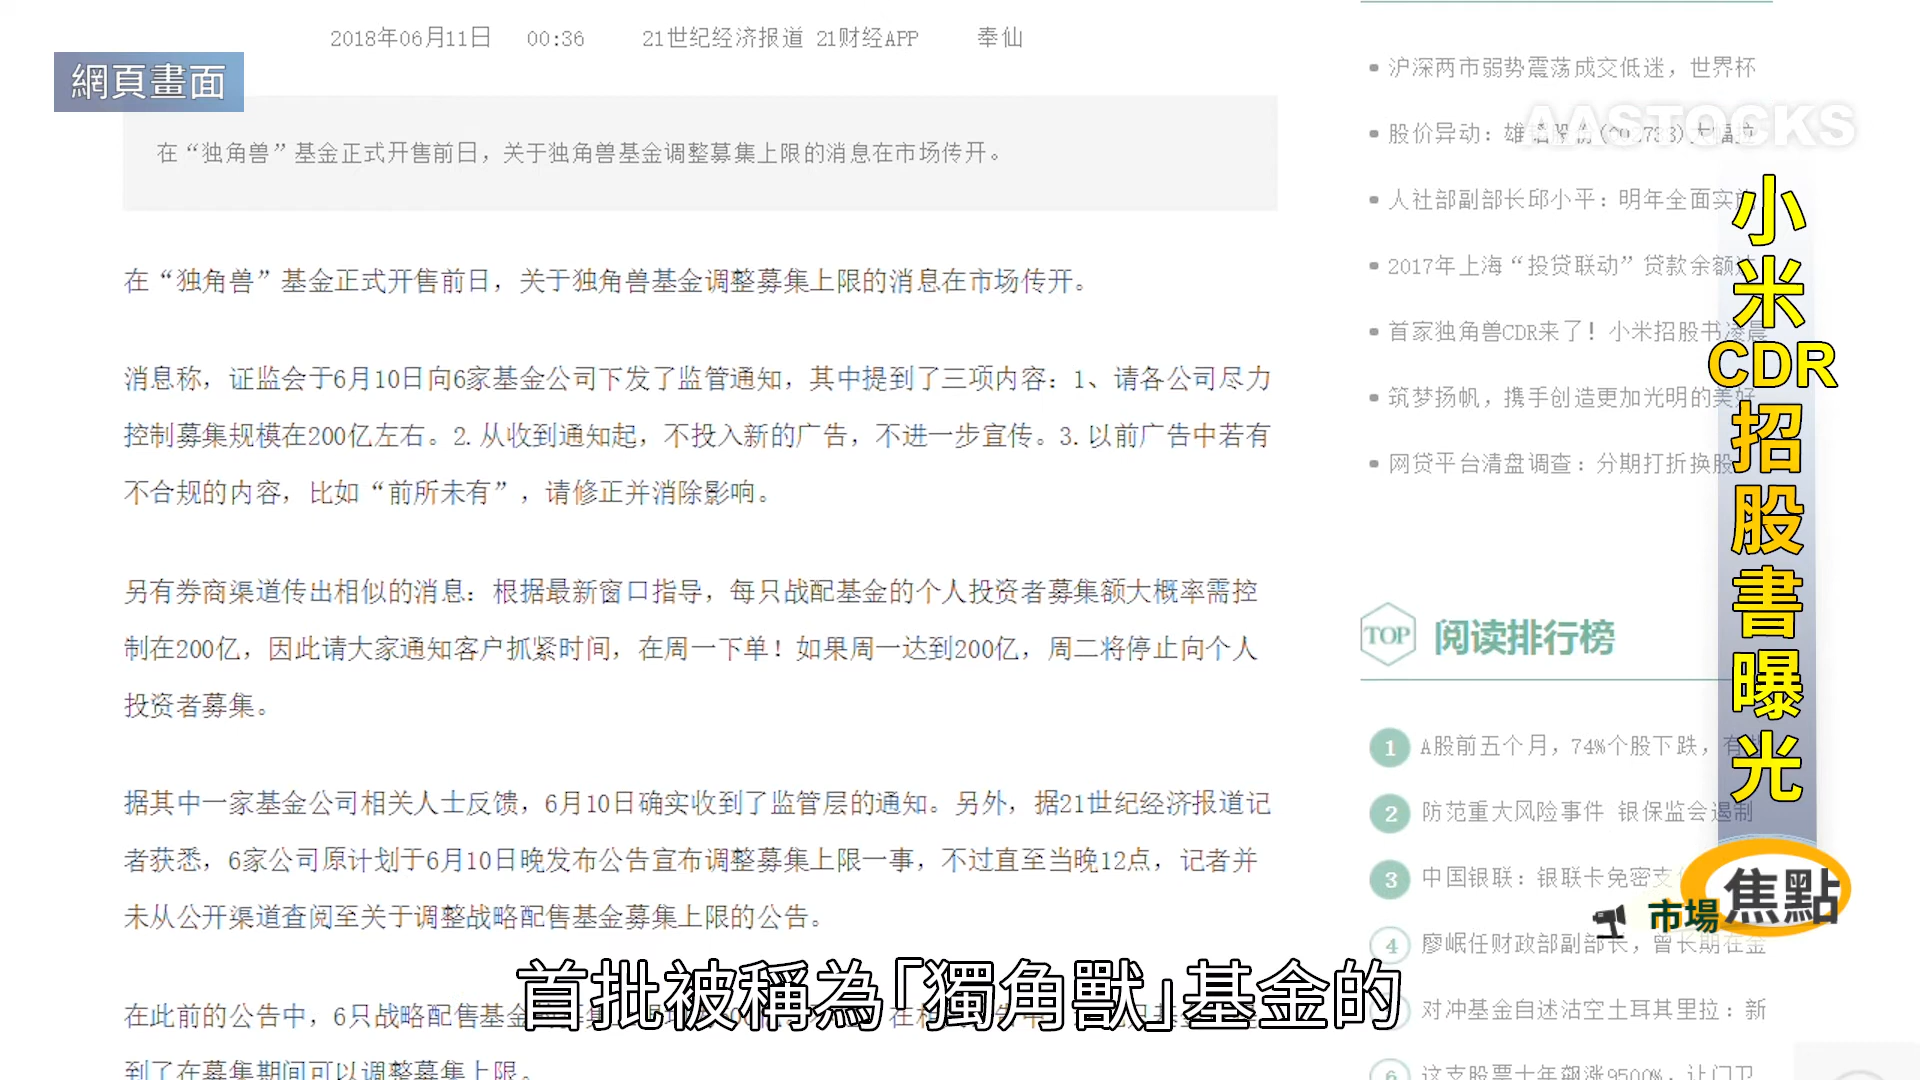 2018年06月11日 00:36 21世纪经济报道 21财经APP 奉仙
網頁畫面
在“独角兽”基金正式开售前日，关于独角兽基金调整募集上限的消息在市场传开。
在“独角兽”基金正式开售前日，关于独角兽基金调整募集上限的消息在市场传开。
消息称，证监会于6月10日向6家基金公司下发了监管通知，其中提到了三项内容：1、请各公司尽力
控制募集规模在200亿左右。2.从收到通知起，不投入新的广告，不进一步宣传。3.以前广告中若有
不合规的内容，比如“前所未有”，请修正并消除影响。
另有券商渠道传出相似的消息：根据最新窗口指导，每只战配基金的个人投资者募集额大概率需控
制在200亿，因此请大家通知客户抓紧时间，在周一下单！如果周一达到200亿，周二将停止向个人
投资者募集。
据其中一家基金公司相关人士反馈，6月10日确实收到了监管层的通知。另外，据21世纪经济报道记
者获悉，6家公司原计划于6月10日晚发布公告宣布调整募集上限一事，不过直至当晚12点，记者并
未从公开渠道查阅至关于调整战略配售基金募集上限的公告。
在此前的公告中，6只战略配售基金
到了在募集期间可以调整募集上限。
沪深两市弱势震荡成交低迷，世界杯
股价异动：雄
AASTOCKS
人社部副部长邱小平：明年全面实施
2017年上海“投贷联动”贷款余额达
首家独角兽CDR来了！小米招股书凌晨
筑梦扬帆，携手创造更加光明的美好
网贷平台清盘调查：分期打折换股
TOP 阅读排行榜
1 A股前五个月，74%个股下跌，有
2 防范重大风险事件 银保监会遏制
3 中国银联：银联卡免密支
4 廖岷任财政部副部长，曾长期在金
对冲基金自述沽空土耳其里拉：新
6 这支股票十年飙涨9500%，让门卫
小米CDR招股書曝光
市場焦點
首批被稱為「獨角獸」基金的